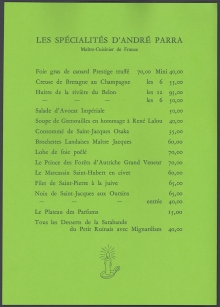 LES SPÉCIALITÉS D'ANDRÉ PARRA
Maître-Cuisinier de France
Foie gras de canard Prestige truffé 70,00 Mini 40,00
Creuse de Bretagne au Champagne les 6 55,00
Huître de la rivière du Belon les 12 95,00
— — — les 6 50,00
Salade d'Avocat Impériale 50,00
Soupe de Grenouilles en hommage à René Lalou 40,00
Consommé de Saint-Jacques Osaka 35,00
Brochettes Landaises Maître Jacques 60,00
Lobe de foie poêlé 70,00
Le Prince des Forêts d'Autriche Grand Veneur 70,00
Le Marcassin Saint-Hubert en civet 60,00
Filet de Saint-Pierre à la juive 65,00
Noix de Saint-Jacques aux Oursins 65,00
— — — entrée 40,00
Le Plateau des Parfums 15,00
Tous les Desserts de la Sarabande
du Petit Ruitsais avec Mignardises 40,00